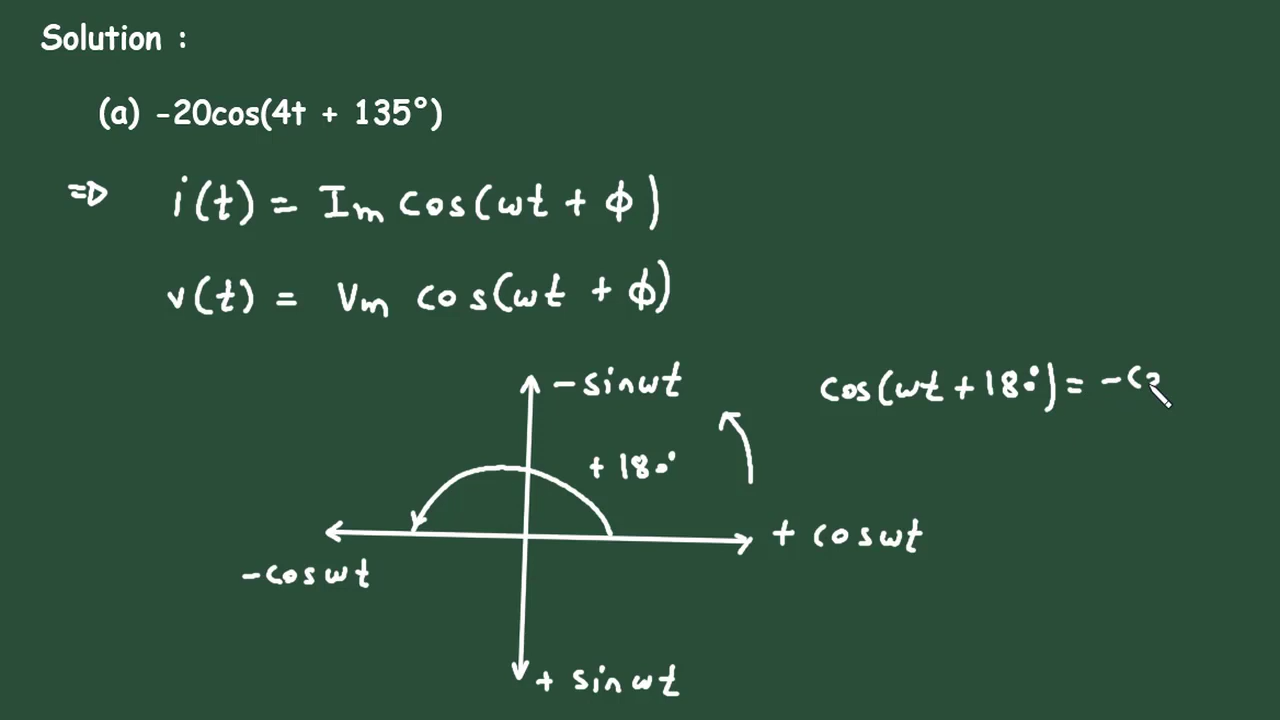 Solution :
(a) -20cos(4t + 135°)
⇒ i(t) = Im cos(ωt + ϕ)
v(t) = Vm cos(ωt + ϕ)
- sinωt
cos(ωt + 180°) = -c
+ 180°
+ cosωt
- cosωt
+ sinωt